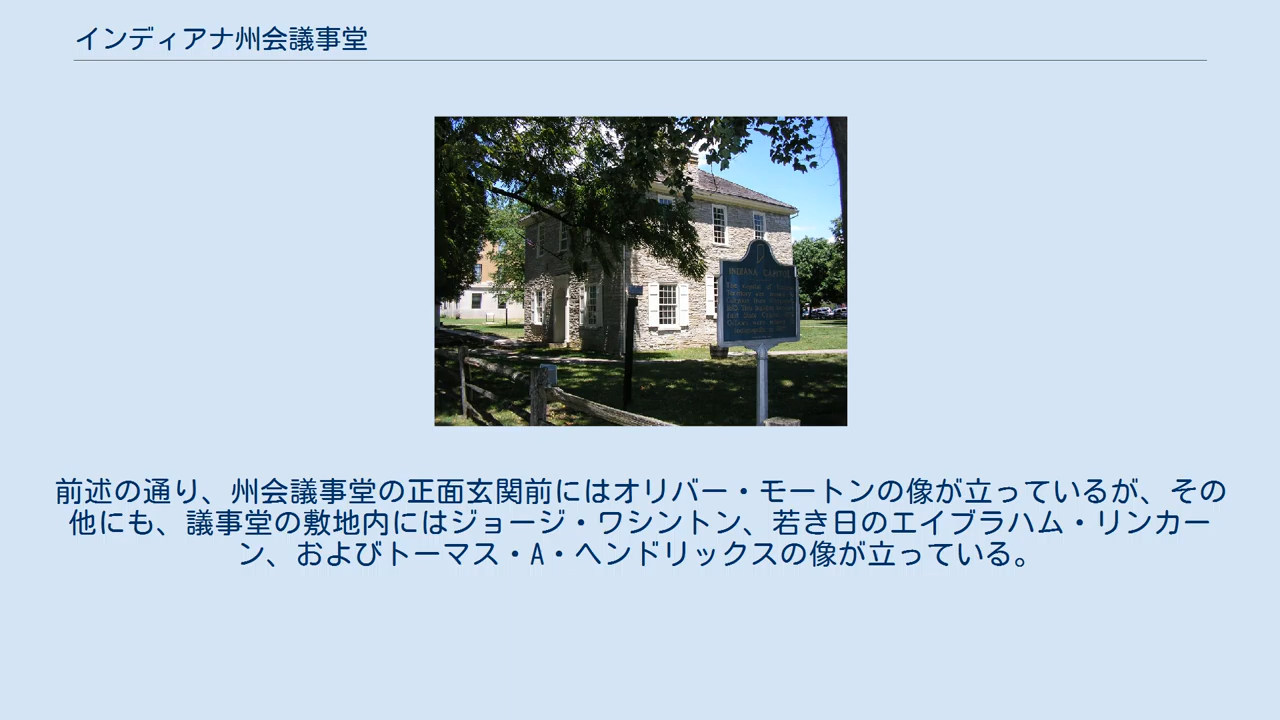 インディアナ州会議事堂
INDIANA CAPITOL
前述の通り、州会議事堂の正面玄関前にはオリバー・モートンの像が立っているが、その
他にも、議事堂の敷地内にはジョージ・ワシントン、若き日のエイブラハム・リンカー
ン、およびトーマス・A・ヘンドリックスの像が立っている。